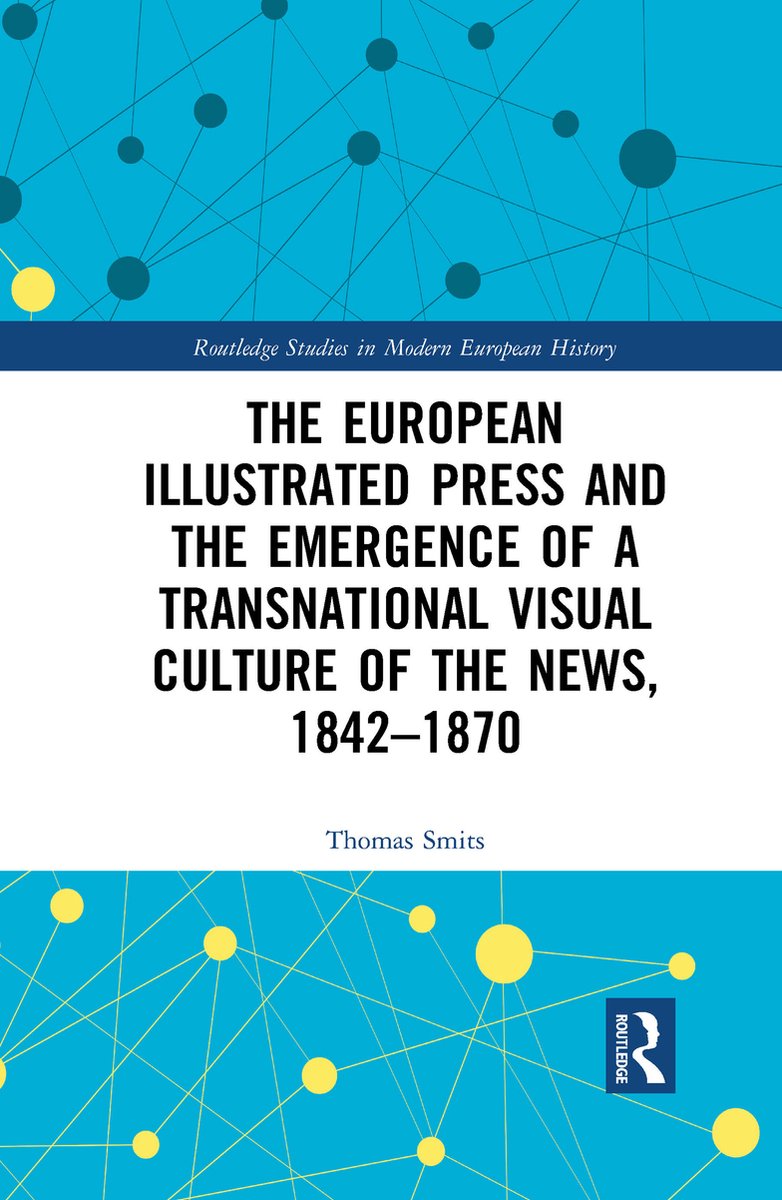 Routledge Studies in Modern European History
THE EUROPEAN
ILLUSTRATED PRESS AND
THE EMERGENCE OF A
TRANSNATIONAL VISUAL
CULTURE OF THE NEWS,
1842–1870
Thomas Smits
ROUTLEDGE